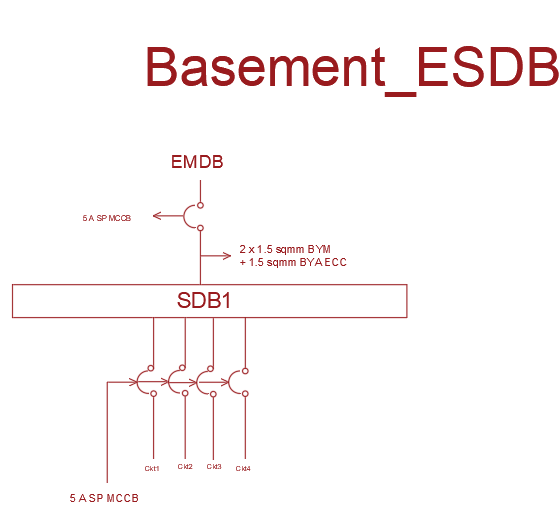 Basement_ESDB
EMDB
5 A SP MCCB
2 x 1.5 sqmm BYM
+ 1.5 sqmm BYA ECC
SDB1
Ckt1 Ckt2 Ckt3 Ckt4
5 A SP MCCB